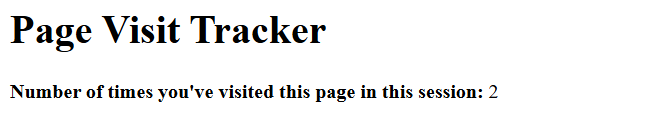 Page Visit Tracker
Number of times you've visited this page in this session: 2